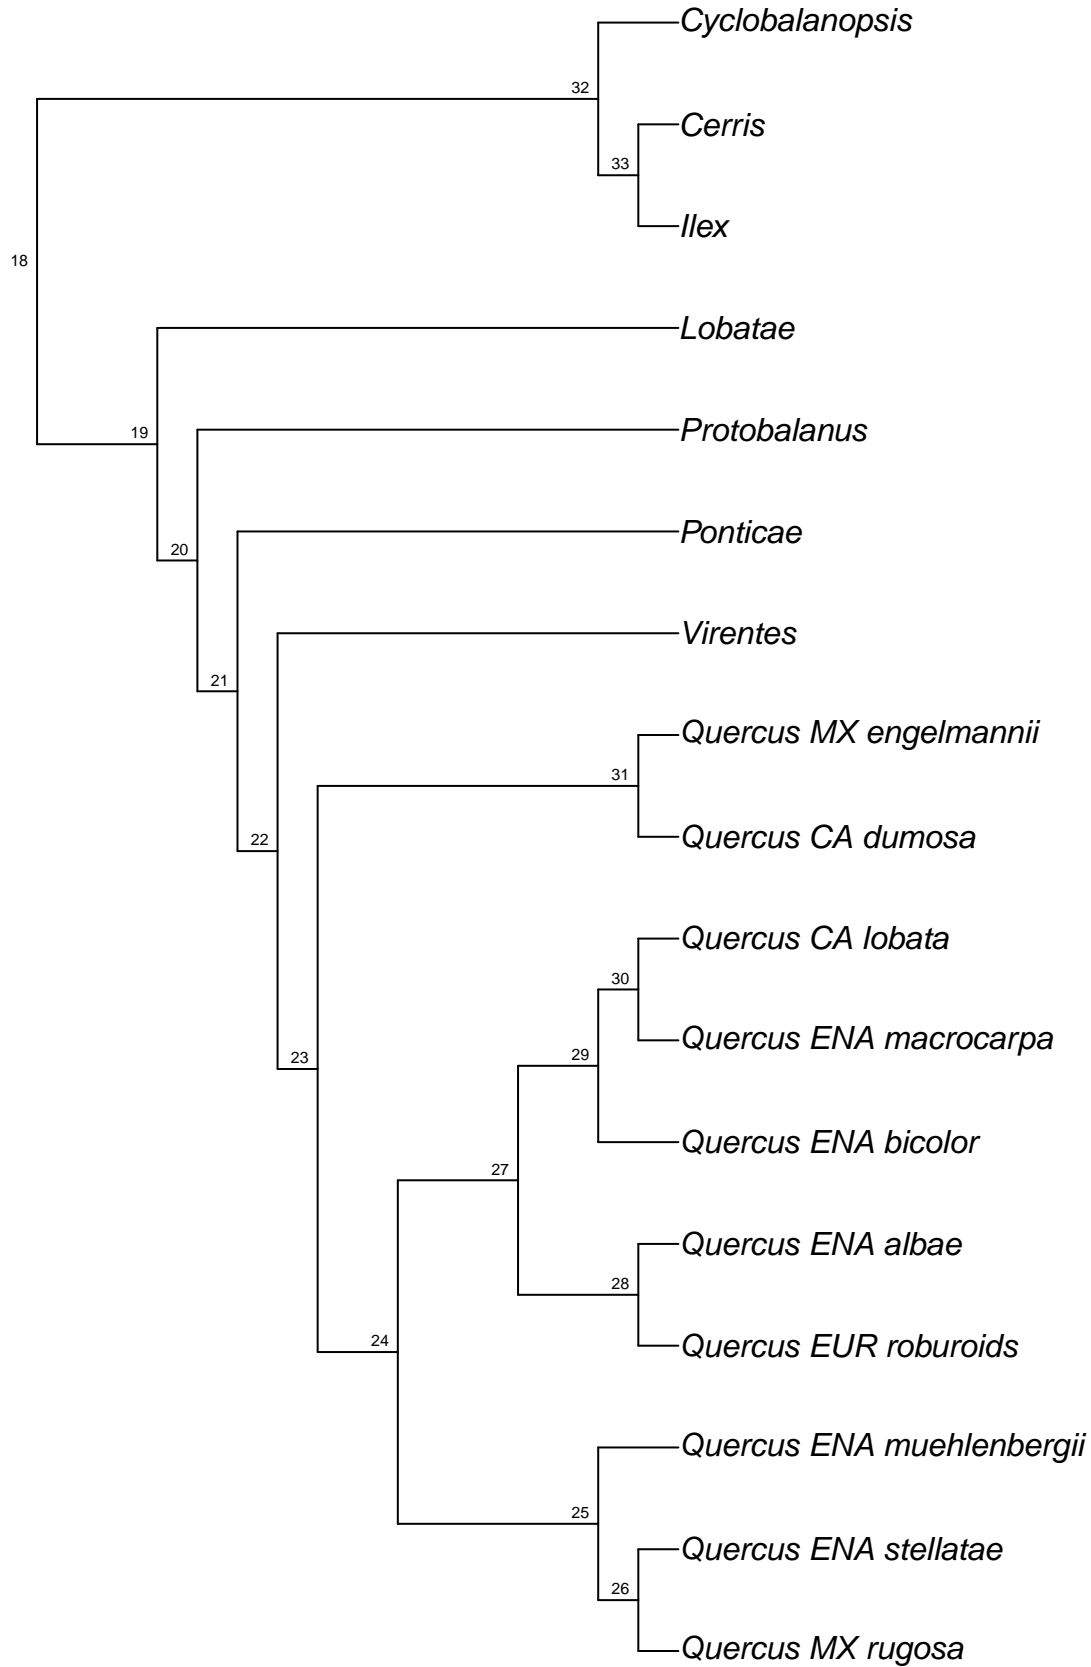 Cyclobalanopsis
32
Cerris
33
Ilex
18
Lobatae
Protobalanus
19
Ponticae
20
Virentes
21
Quercus MX engelmannii
31
Quercus CA dumosa
22
Quercus CA lobata
30
Quercus ENA macrocarpa
29
23
Quercus ENA bicolor
27
Quercus ENA albae
28
Quercus EUR roburoids
24
Quercus ENA muehlenbergii
25
Quercus ENA stellatae
26
Quercus MX rugosa